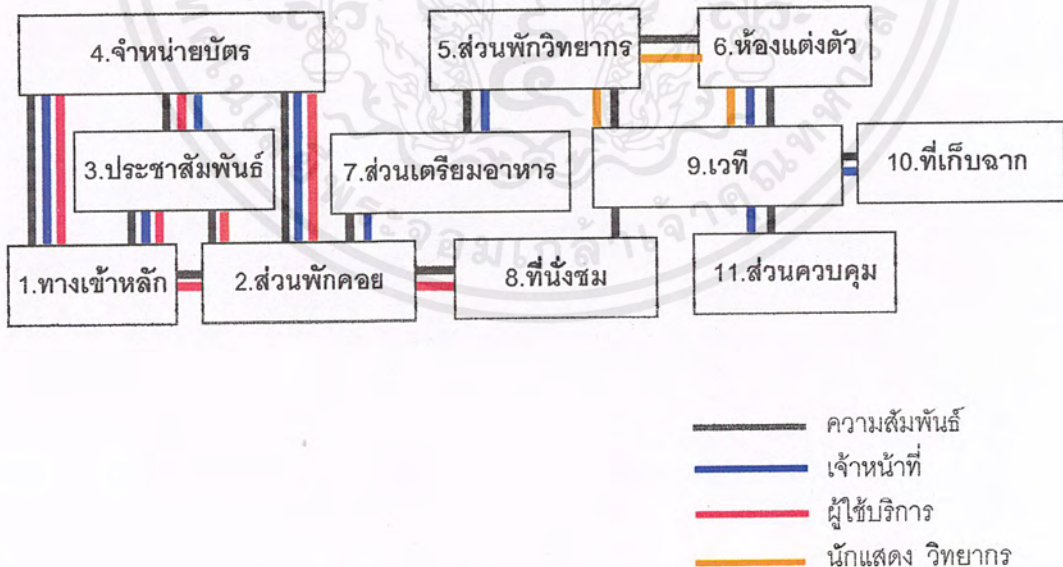 4.จำหน่ายบัตร
5.ส่วนพักวิทยากร
6.ห้องแต่งตัว
3.ประชาสัมพันธ์
7.ส่วนเตรียมอาหาร
9.เวที
10.ที่เก็บฉาก
1.ทางเข้าหลัก
2.ส่วนพักคอย
8.ที่นั่งชม
11.ส่วนควบคุม
ความสัมพันธ์
เจ้าหน้าที่
ผู้ใช้บริการ
นักแสดง วิทยากร